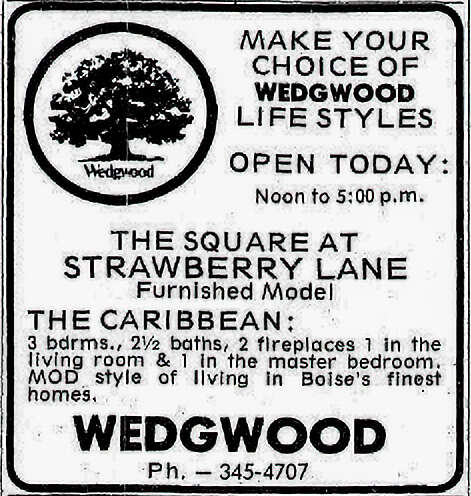 Wedgwood
MAKE YOUR
CHOICE OF
WEDGWOOD
LIFE STYLES
OPEN TODAY:
Noon to 5:00 p.m.
THE SQUARE AT
STRAWBERRY LANE
Furnished Model
THE CARIBBEAN:
3 bdrms., 2½ baths, 2 fireplaces 1 in the
living room & 1 in the master bedroom.
MOD style of living in Boise's finest
homes.
WEDGWOOD
Ph. – 345-4707